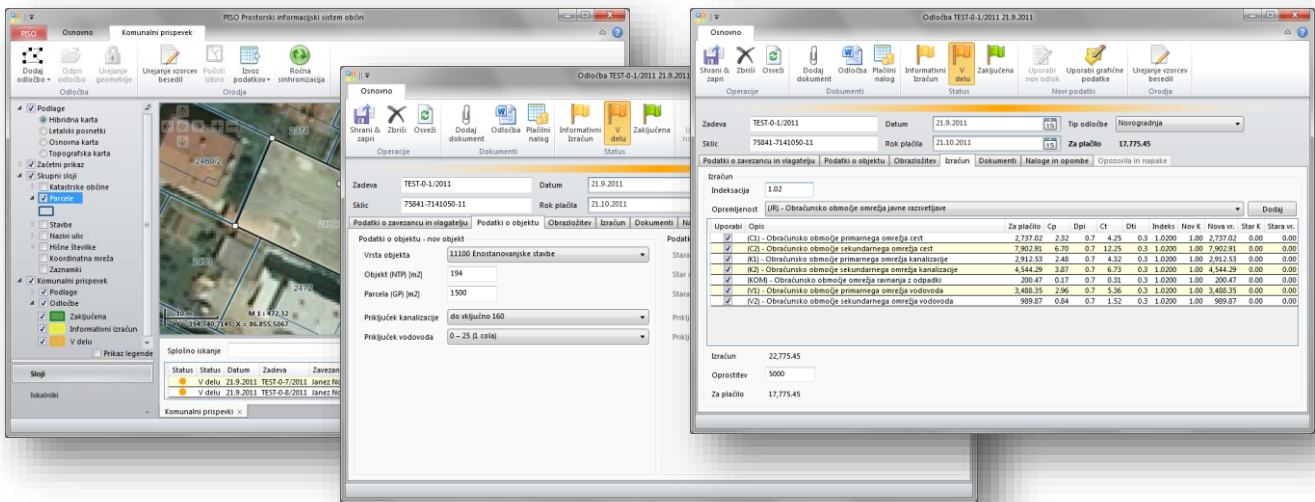 PISO Prostorski informacijski sistem občin
PISO Osnovno Komunalni prispevek
Dodaj odločbo Odpri odločbo Urejanje geometrije Urejanje vzorcev besedil Počisti izbiro Izvoz podatkov Ročna sinhronizacija
Odločba Orodja
Podlage
Hibridna karta
Letalski posnetki
Osnovna karta
Topografska karta
Začetni prikaz
Skupni sloji
Katastrske občine
Parcele
Stavbe
Nazivi ulic
Hišne številke
Koordinatna mreža
Zaznamki
Komunalni prispevek
Podlage
Odločbe
Zaključena
Informativni izračun
V delu
Prikaz legende
Sloji
Iskalniki
2374
2469/2
2472
10 m
M 1 : 472,32
Y = 394.740,7145; X = 86.855,5067
Splošno iskanje
Status Status Datum Zadeva
V delu 21.9.2011 TEST-0-7/2011 Janez
V delu 21.9.2011 TEST-0-8/2011 Janez
Komunalni prispevki ×
Odločba TEST-0-1/2011 21.9.2011
Osnovno
Shrani & zapri Zbriši Osveži Dodaj dokument Odločba Plačilni nalog Informativni Izračun V delu Zaključena
Operacije Dokumenti Status
Zadeva TEST-0-1/2011 Datum 21.9.2011
Sklic 75841-7141050-11 Rok plačila 21.10.2011
Podatki o zavezancu in vlagatelju Podatki o objektu Obrazložitev Izračun Dokumenti
Podatki o objektu - nov objekt
Vrsta objekta 11100 Enostanovanjske stavbe
Objekt (NTP) [m2] 194
Parcela (GP) [m2] 1500
Priključek kanalizacije do vključno 160
Priključek vodovoda 0 – 25 (1 cola)
Odločba TEST-0-1/2011 21.9.2011
Osnovno
Shrani & zapri Zbriši Osveži Dodaj dokument Odločba Plačilni nalog Informativni Izračun V delu Zaključena Uporabi nov odlok Uporabi grafične podatke Urejanje vzorcev besedil
Operacije Dokumenti Status Novi podatki Orodja
Zadeva TEST-0-1/2011 Datum 21.9.2011 15 Tip odločbe Novogradnja
Sklic 75841-7141050-11 Rok plačila 21.10.2011 15 Za plačilo 17,775.45
Podatki o zavezancu in vlagatelju Podatki o objektu Obrazložitev Izračun Dokumenti Naloge in opombe Opozorila in napake
Izračun
Indeksacija 1.02
Opremljenost (JR) - Obračunsko območje omrežja javne razsvetljave Dodaj
Uporabi Opis Za plačilo Cp Dpi Ct Dti Indeks Nov K Nova vr. Star K Stara vr.
(C1) - Obračunsko območje primarnega omrežja cest 2,737.02 2.32 0.7 4.25 0.3 1.0200 1.00 2,737.02 0.00 0.00
(C2) - Obračunsko območje sekundarnega omrežja cest 7,902.91 6.70 0.7 12.25 0.3 1.0200 1.00 7,902.91 0.00 0.00
(K1) - Obračunsko območje primarnega omrežja kanalizacije 2,912.53 2.48 0.7 4.32 0.3 1.0200 1.00 2,912.53 0.00 0.00
(K2) - Obračunsko območje sekundarnega omrežja kanalizacije 4,544.29 3.87 0.7 6.73 0.3 1.0200 1.00 4,544.29 0.00 0.00
(KOM) - Obračunsko območje omrežja ravnanja z odpadki 200.47 0.17 0.7 0.31 0.3 1.0200 1.00 200.47 0.00 0.00
(V1) - Obračunsko območje primarnega omrežja vodovoda 3,488.35 2.96 0.7 5.36 0.3 1.0200 1.00 3,488.35 0.00 0.00
(V2) - Obračunsko območje sekundarnega omrežja vodovoda 989.87 0.84 0.7 1.52 0.3 1.0200 1.00 989.87 0.00 0.00
Izračun 22,775.45
Oprostitev 5000
Za plačilo 17,775.45